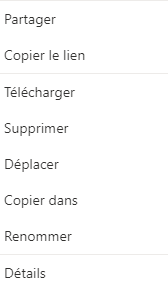 Partager
Copier le lien
Télécharger
Supprimer
Déplacer
Copier dans
Renommer
Détails